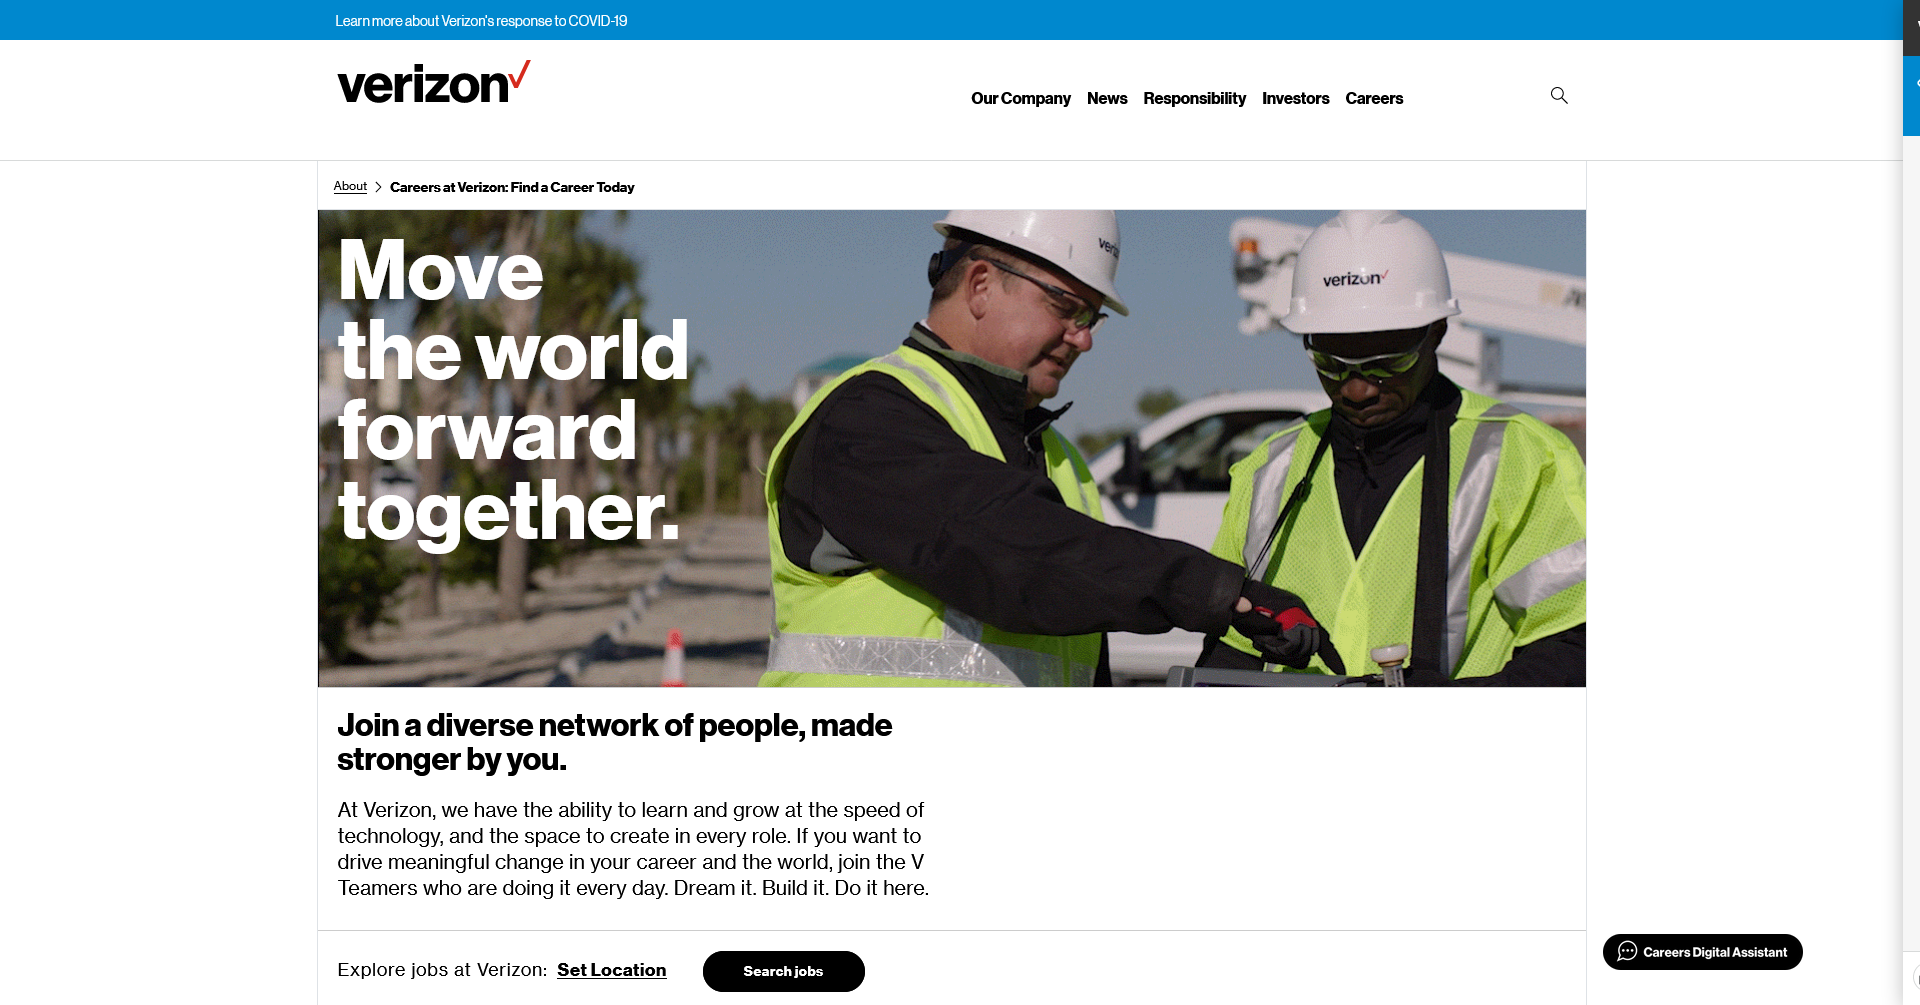 Learn more about Verizon's response to COVID-19
verizon
Our Company News Responsibility Investors Careers
About > Careers at Verizon: Find a Career Today
Move
the world
forward
together.
verizon
Join a diverse network of people, made
stronger by you.
At Verizon, we have the ability to learn and grow at the speed of
technology, and the space to create in every role. If you want to
drive meaningful change in your career and the world, join the V
Teamers who are doing it every day. Dream it. Build it. Do it here.
Explore jobs at Verizon: Set Location Search jobs
Careers Digital Assistant